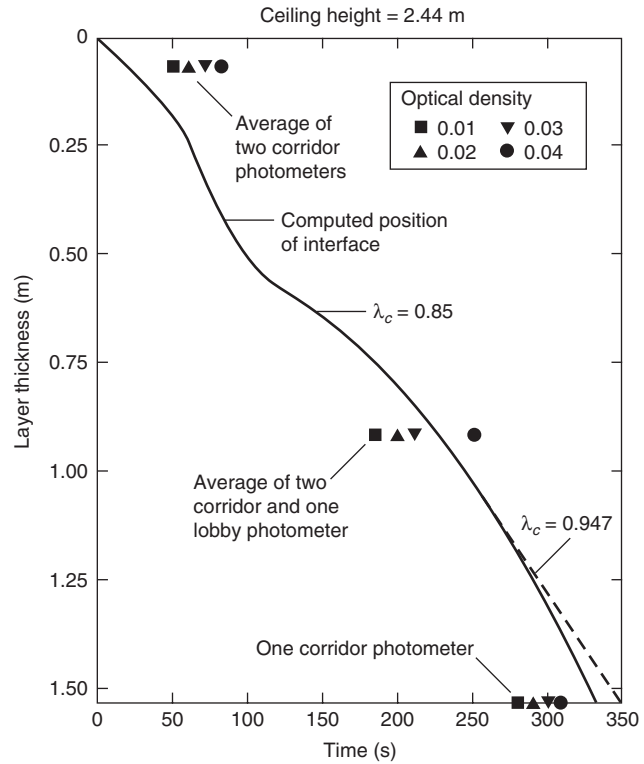 Ceiling height = 2.44 m
0
0.25
0.50
0.75
1.00
1.25
1.50
Layer thickness (m)
Optical density
■ 0.01 ▼ 0.03
▲ 0.02 ● 0.04
Average of
two corridor
photometers
Computed position
of interface
λc = 0.85
Average of two
corridor and one
lobby photometer
λc = 0.947
One corridor photometer
0 50 100 150 200 250 300 350
Time (s)